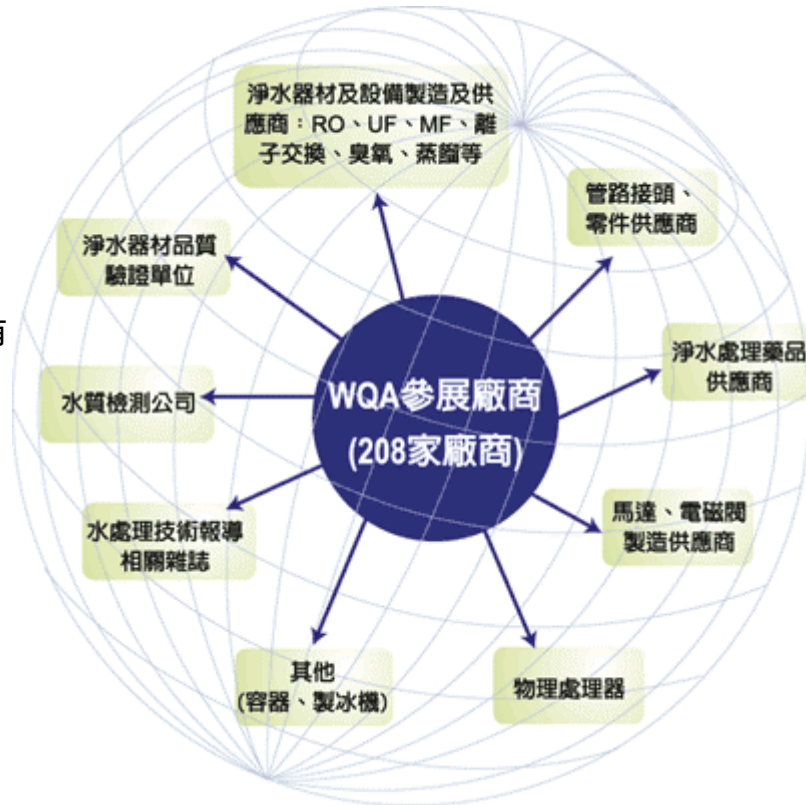 淨水器材及設備製造及供
應商：RO、UF、MF、離
子交換、臭氧、蒸餾等
管路接頭、
零件供應商
淨水處理藥品
供應商
馬達、電磁閥
製造供應商
物理處理器
其他
(容器、製冰機)
水處理技術報導
相關雜誌
水質檢測公司
淨水器材品質
驗證單位
WQA參展廠商
(208家廠商)